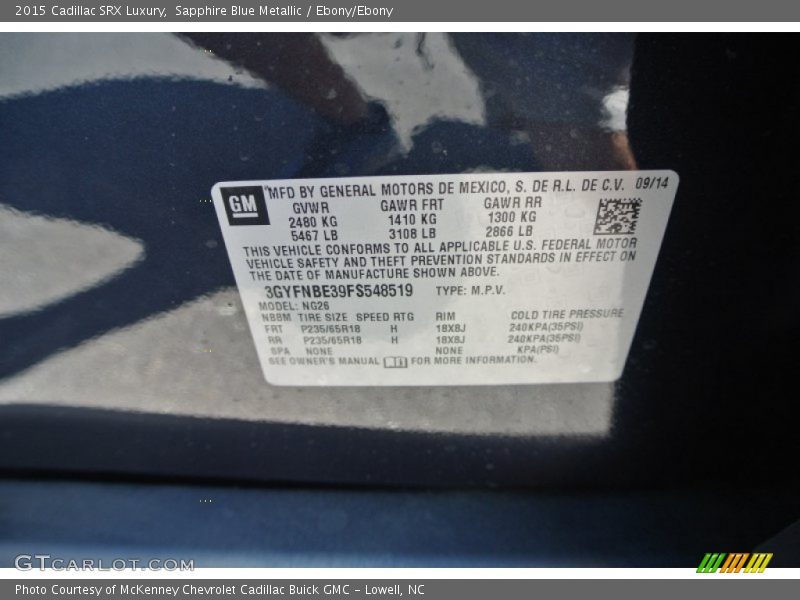 2015 Cadillac SRX Luxury, Sapphire Blue Metallic / Ebony/Ebony
GM MFD BY GENERAL MOTORS DE MEXICO, S. DE R.L. DE C.V. 09/14
GVWR GAWR FRT GAWR RR
2480 KG 1410 KG 1300 KG
5467 LB 3108 LB 2866 LB
THIS VEHICLE CONFORMS TO ALL APPLICABLE U.S. FEDERAL MOTOR
VEHICLE SAFETY AND THEFT PREVENTION STANDARDS IN EFFECT ON
THE DATE OF MANUFACTURE SHOWN ABOVE.
3GYFNBE39FS548519 TYPE: M.P.V.
MODEL: NG26
NBBM TIRE SIZE SPEED RTG RIM COLD TIRE PRESSURE
FRT P235/65R18 H 18X8J 240KPA(35PSI)
RR P235/65R18 H 18X8J 240KPA(35PSI)
SPA NONE NONE KPA(PSI)
SEE OWNER'S MANUAL FOR MORE INFORMATION.
GTCARLOT.COM
Photo Courtesy of McKenney Chevrolet Cadillac Buick GMC - Lowell, NC